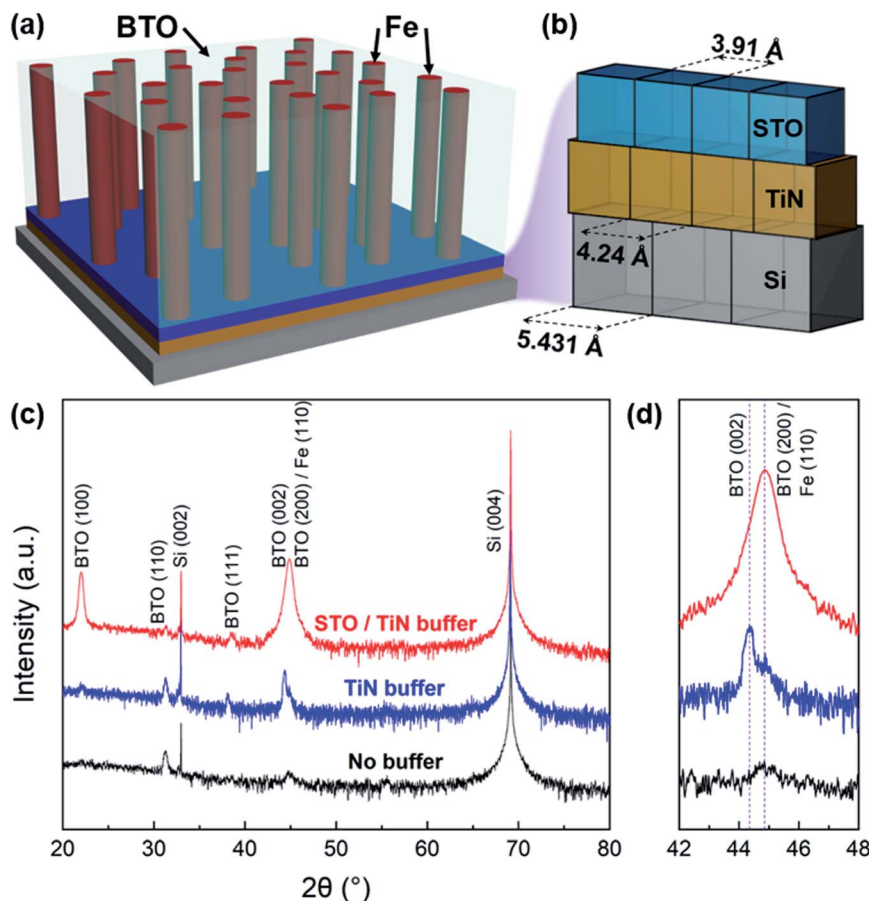 (a)
BTO
Fe
(b)
3.91 Å
STO
TiN
4.24 Å
Si
5.431 Å
(c)
Intensity (a.u.)
BTO (100)
BTO (110)
Si (002)
BTO (111)
BTO (002)
BTO (200) / Fe (110)
Si (004)
STO / TiN buffer
TiN buffer
No buffer
20 30 40 50 60 70 80
2θ (°)
(d)
BTO (002)
BTO (200) /
Fe (110)
42 44 46 48